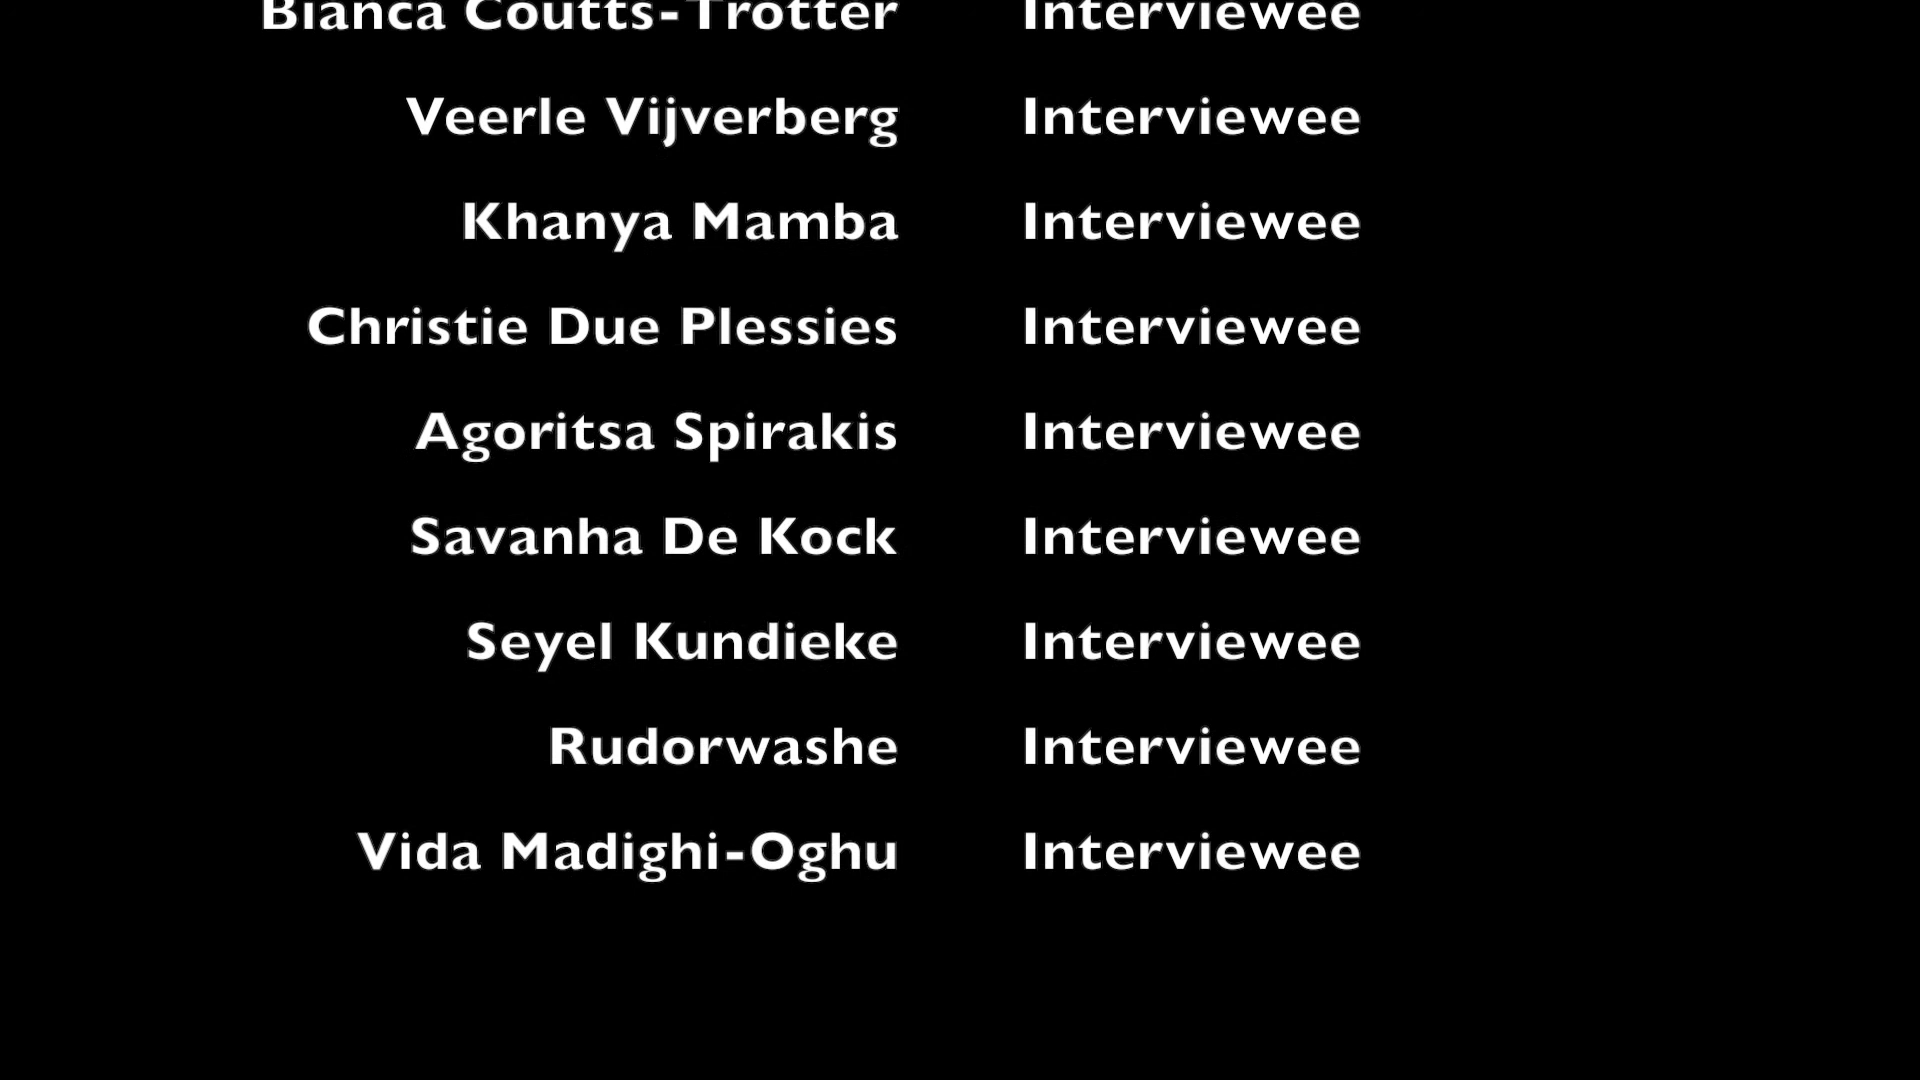 Bianca Coutts-Trotter Interviewee
Veerle Vijverberg Interviewee
Khanya Mamba Interviewee
Christie Due Plessies Interviewee
Agoritsa Spirakis Interviewee
Savanha De Kock Interviewee
Seyel Kundieke Interviewee
Rudorwashe Interviewee
Vida Madighi-Oghu Interviewee